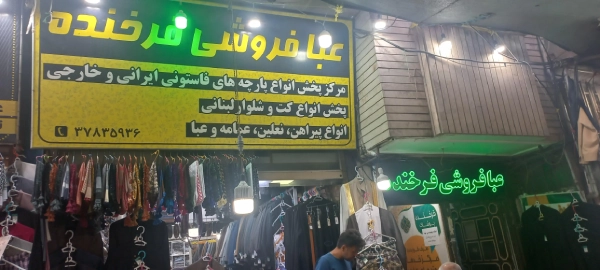 عبا فروشی فرخنده
مرکز پخش انواع پارچه های فاستونی ایرانی و خارجی
پخش انواع کت و شلوار لبنانی
انواع پیراهن، نعلین، عمامه و عبا
۳۷۸۳۵۹۳۶
عبا فروشی فرخنده